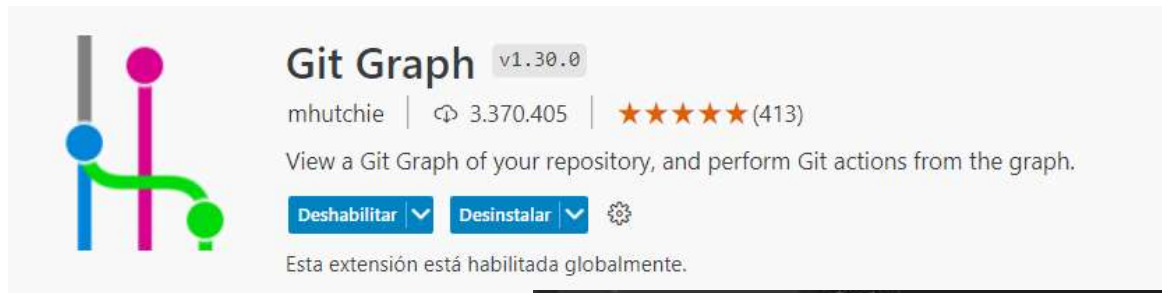 Git Graph v1.30.0
mhutchie 3.370.405 ★★★★★(413)
View a Git Graph of your repository, and perform Git actions from the graph.
Deshabilitar Desinstalar
Esta extensión está habilitada globalmente.